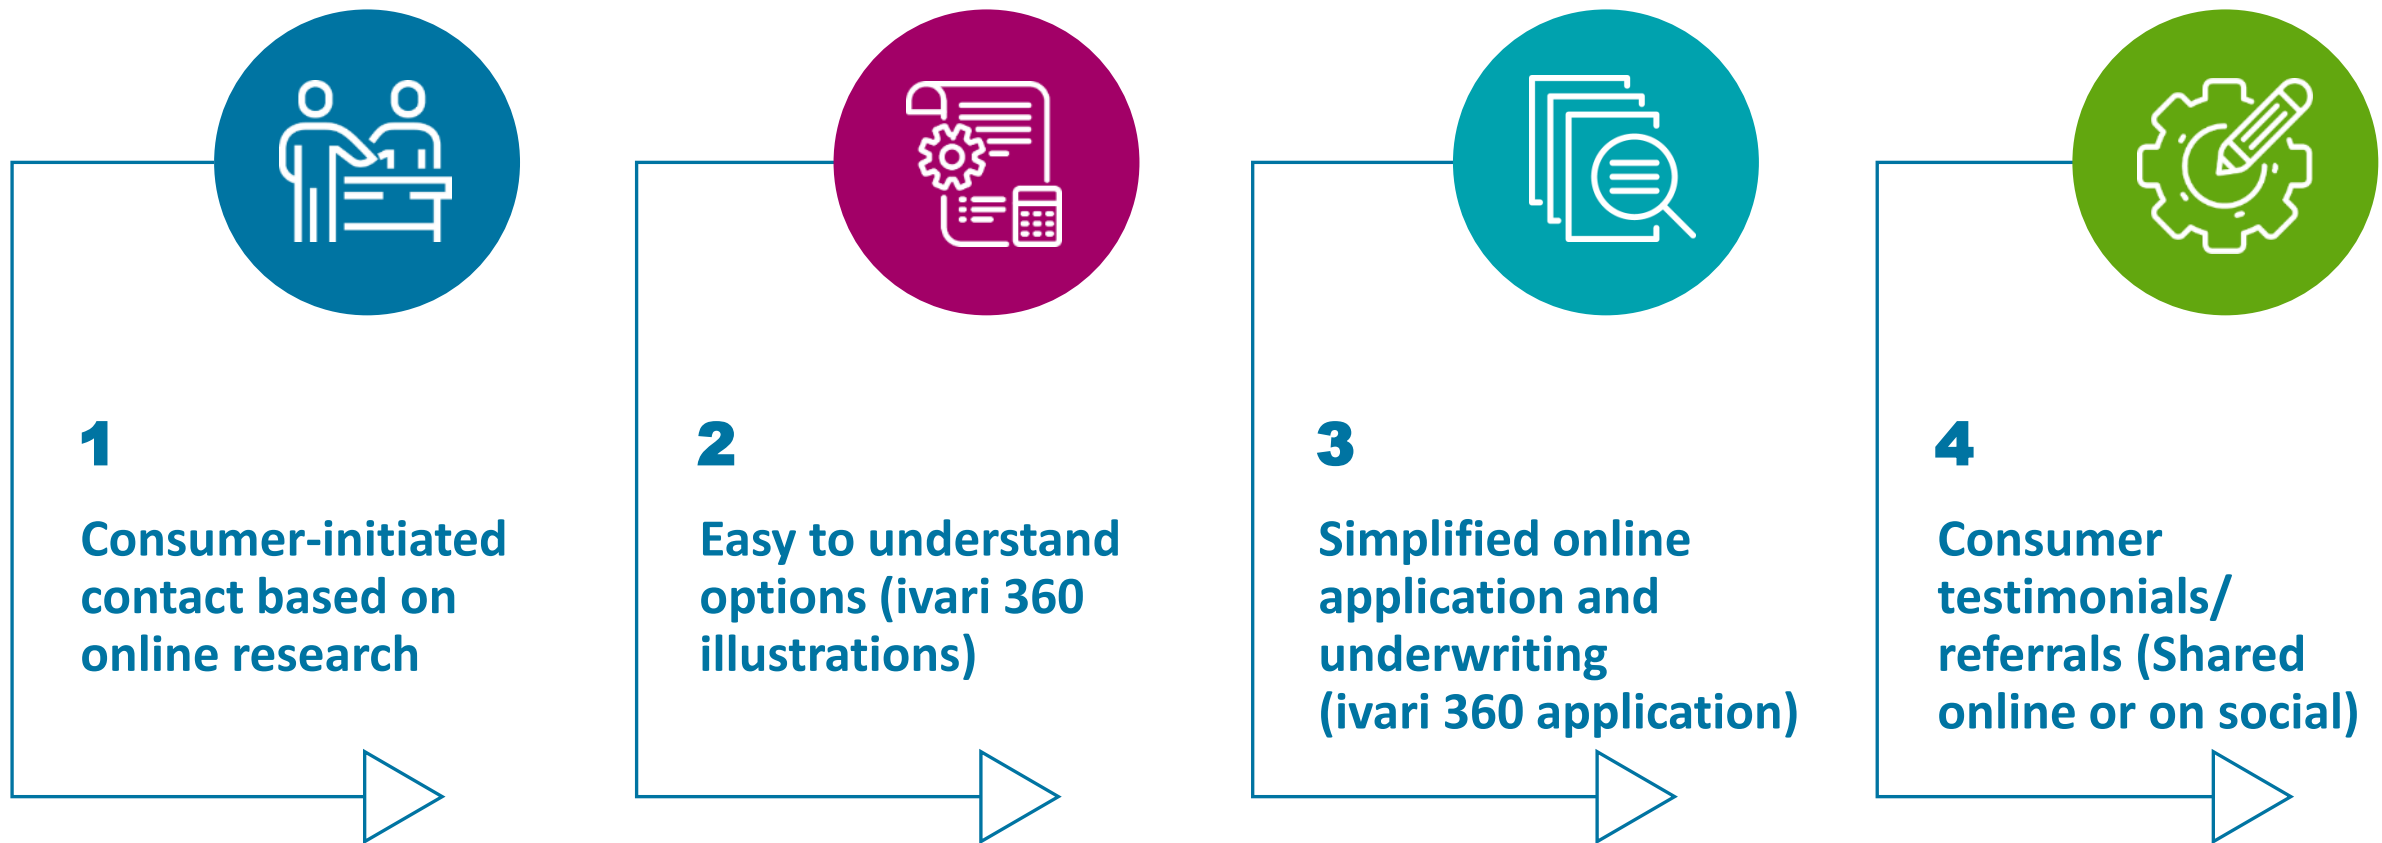 1
Consumer-initiated
contact based on
online research
2
Easy to understand
options (ivari 360
illustrations)
3
Simplified online
application and
underwriting
(ivari 360 application)
4
Consumer
testimonials/
referrals (Shared
online or on social)